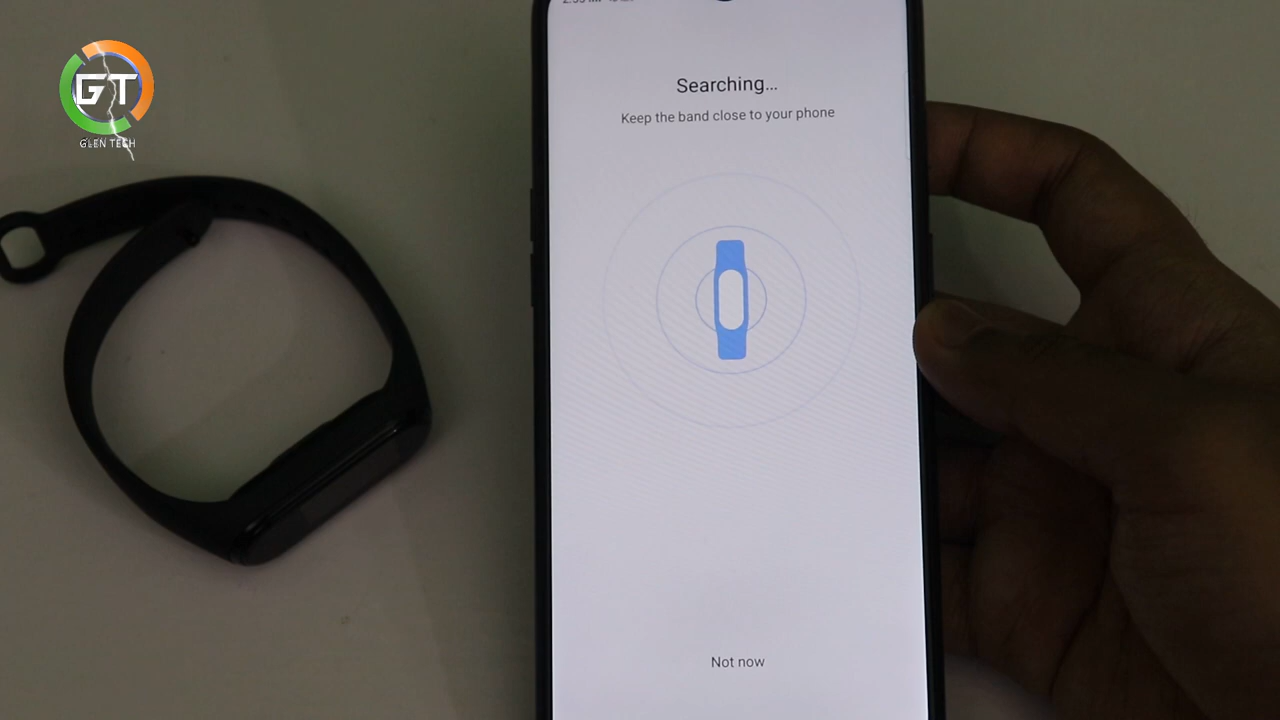 GT
GLEN TECH
Searching...
Keep the band close to your phone
Not now